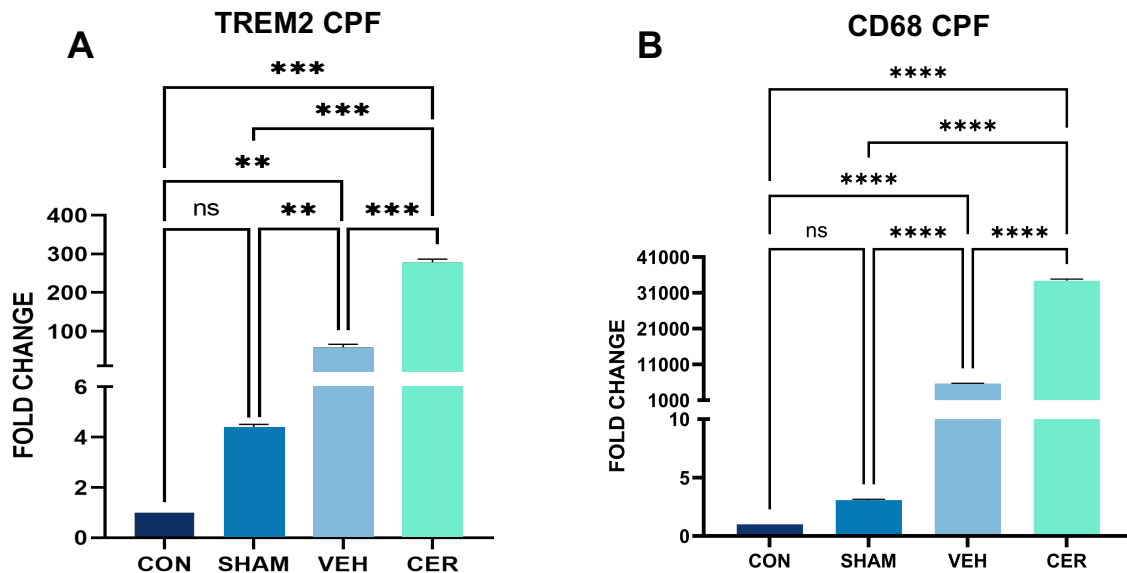 TREM2 CPF
A
***
***
**
ns
**
***
400
300
200
100
6
4
2
0
FOLD CHANGE
CON SHAM VEH CER
CD68 CPF
B
****
****
****
ns
****
****
41000
31000
21000
11000
1000
10
5
0
FOLD CHANGE
CON SHAM VEH CER